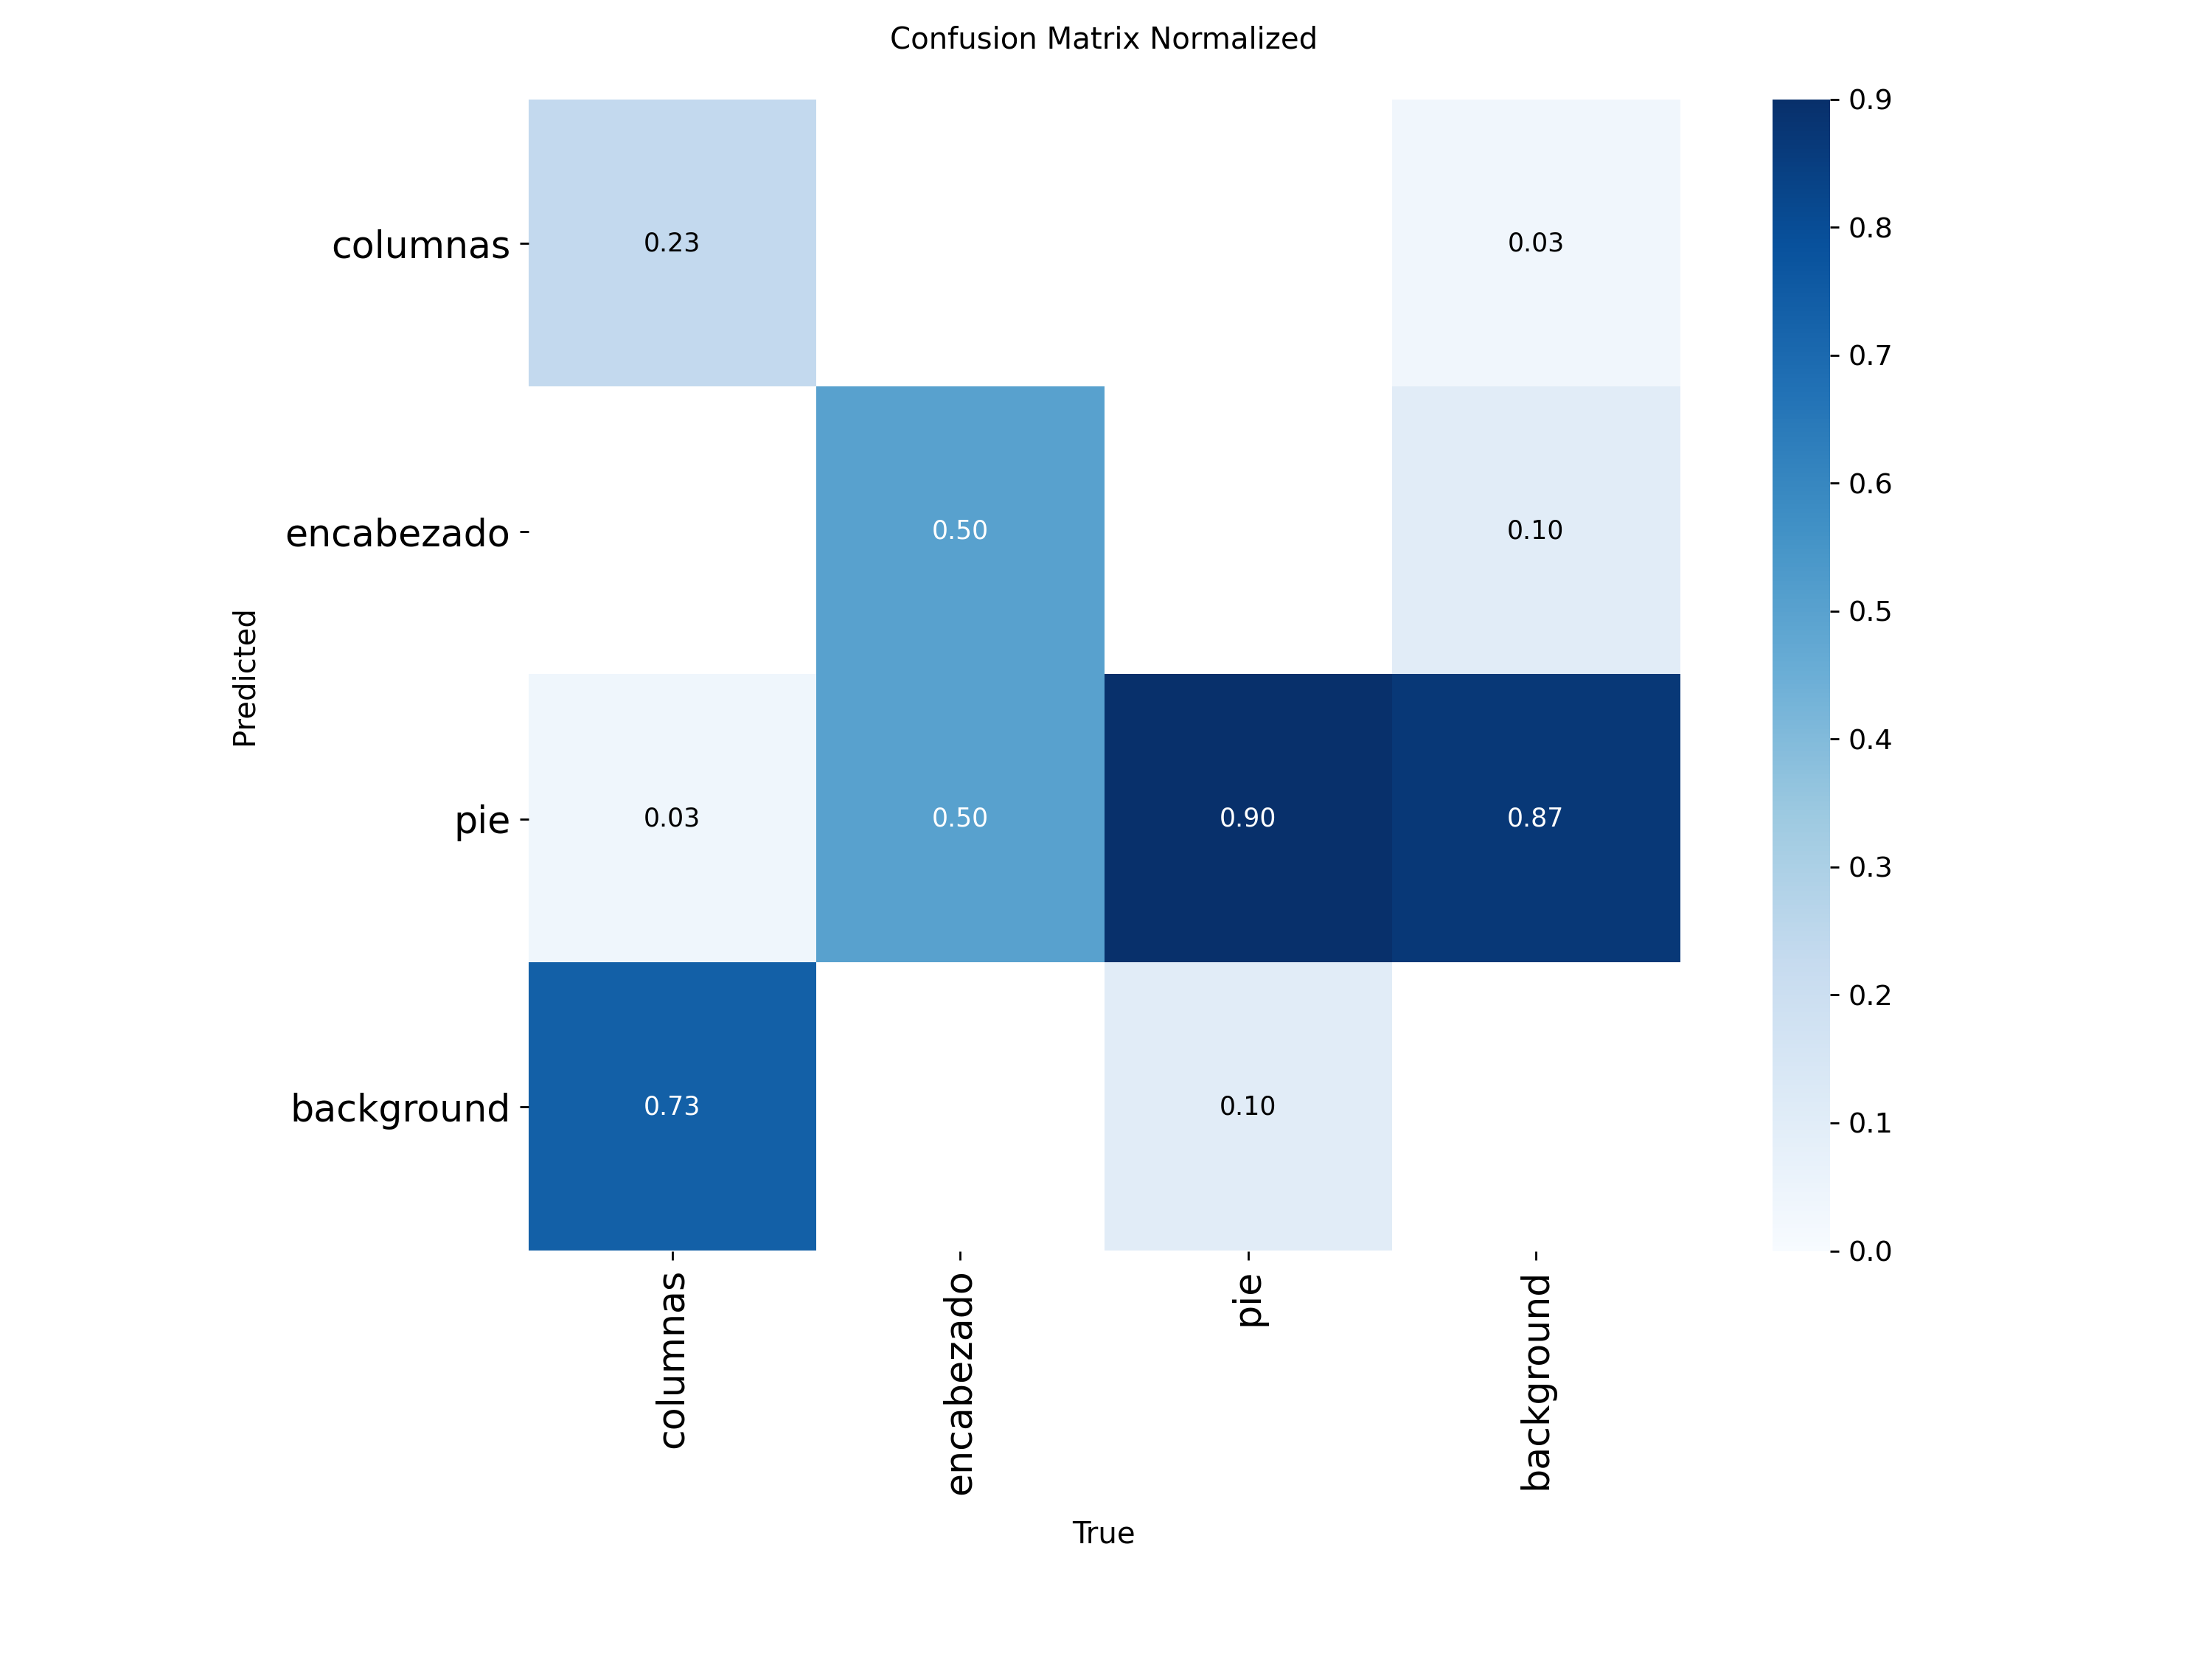 Confusion Matrix Normalized
columnas
0.23
0.03
encabezado
0.50
0.10
pie
0.03
0.50
0.90
0.87
background
0.73
0.10
Predicted
columnas
encabezado
pie
background
True
0.9
0.8
0.7
0.6
0.5
0.4
0.3
0.2
0.1
0.0